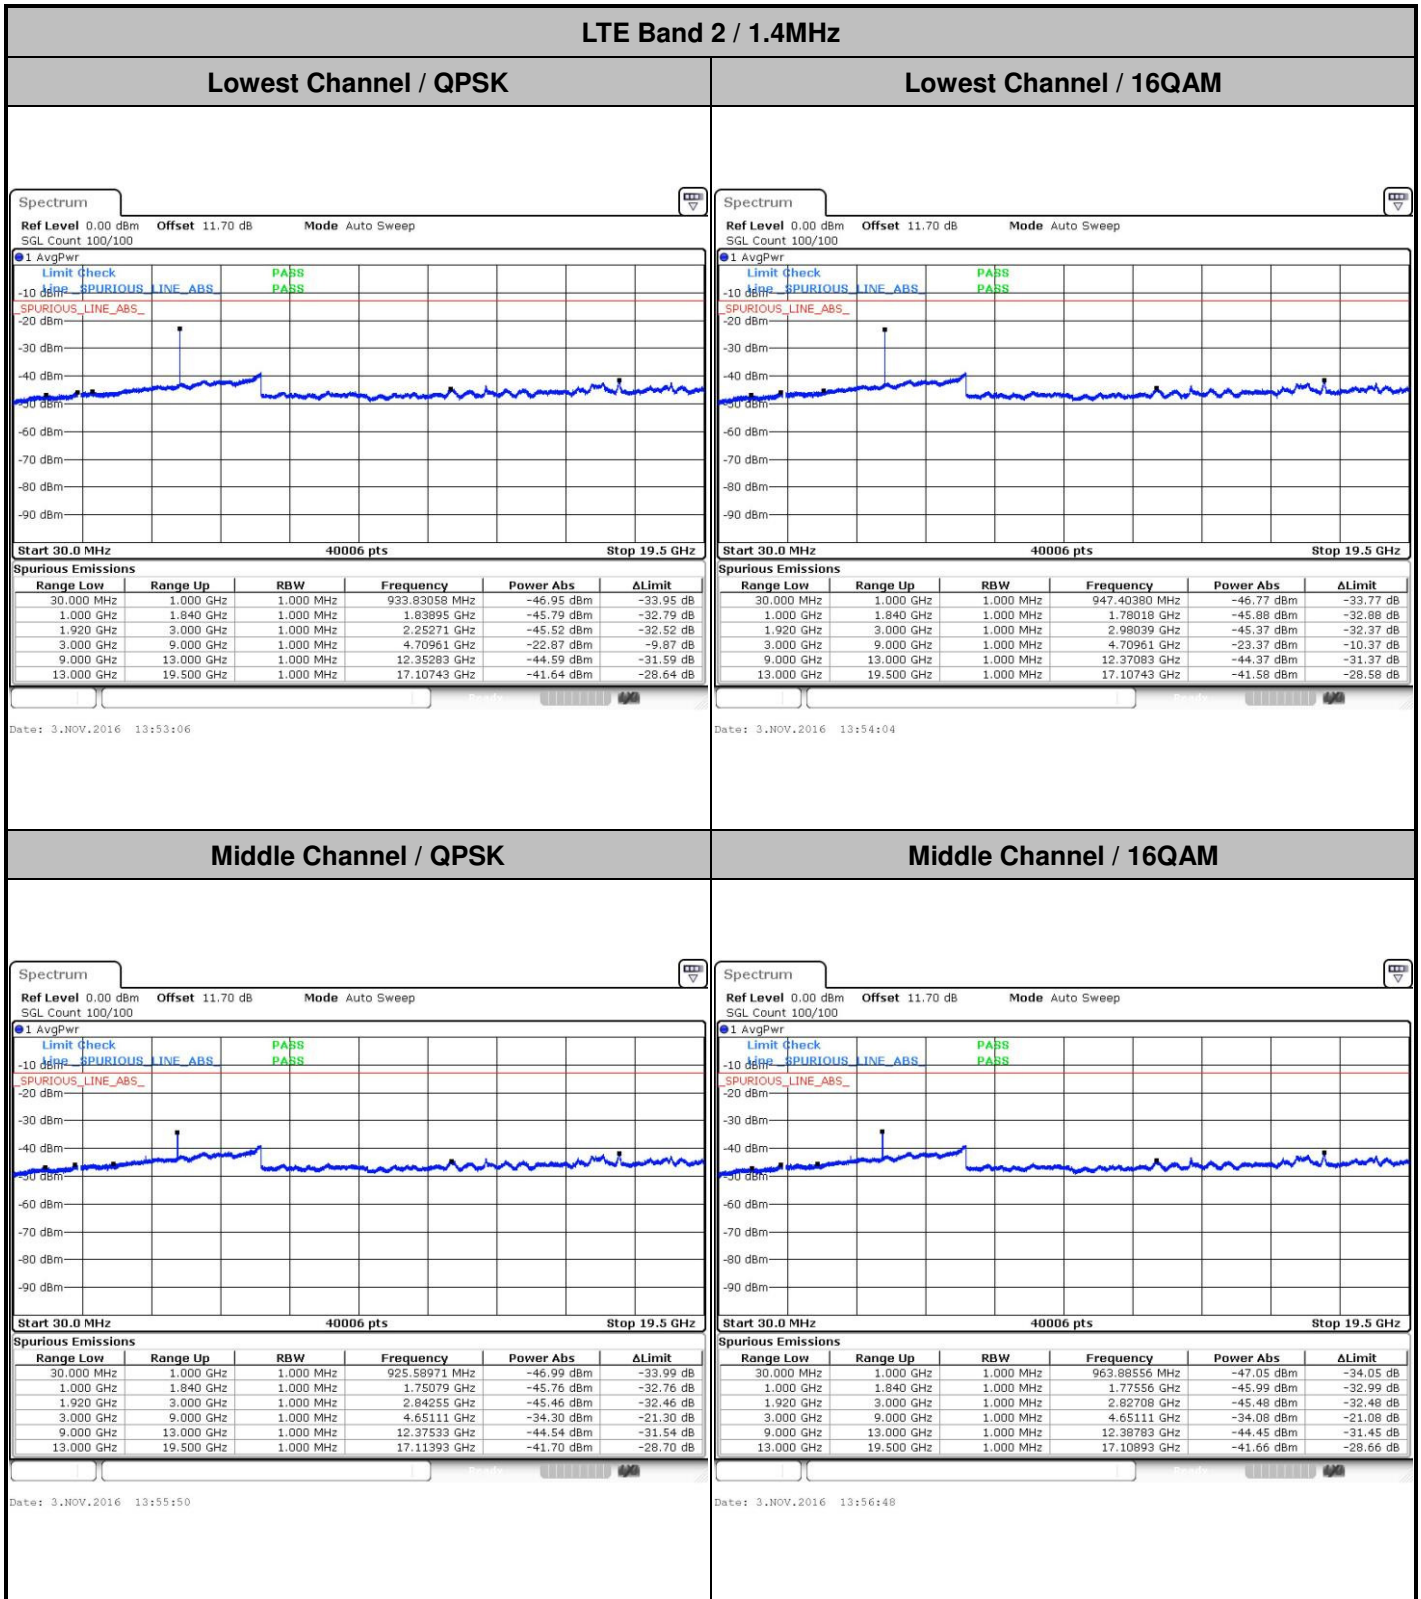 LTE Band 2 / 1.4MHz
Lowest Channel / QPSK
Lowest Channel / 16QAM
Spectrum
Ref Level 0.00 dBm Offset 11.70 dB Mode Auto Sweep
SGL Count 100/100
1 AvgPwr
Limit Check PASS
Line _SPURIOUS_LINE_ABS_ PASS
-10 dBm
_SPURIOUS_LINE_ABS_
-20 dBm
-30 dBm
-40 dBm
-50 dBm
-60 dBm
-70 dBm
-80 dBm
-90 dBm
Start 30.0 MHz 40006 pts Stop 19.5 GHz
Spurious Emissions
Range Low Range Up RBW Frequency Power Abs ΔLimit
30.000 MHz 1.000 GHz 1.000 MHz 933.83058 MHz -46.95 dBm -33.95 dB
1.000 GHz 1.840 GHz 1.000 MHz 1.83895 GHz -45.79 dBm -32.79 dB
1.920 GHz 3.000 GHz 1.000 MHz 2.25271 GHz -45.52 dBm -32.52 dB
3.000 GHz 9.000 GHz 1.000 MHz 4.70961 GHz -22.87 dBm -9.87 dB
9.000 GHz 13.000 GHz 1.000 MHz 12.35283 GHz -44.59 dBm -31.59 dB
13.000 GHz 19.500 GHz 1.000 MHz 17.10743 GHz -41.64 dBm -28.64 dB
Date: 3.NOV.2016 13:53:06
Spectrum
Ref Level 0.00 dBm Offset 11.70 dB Mode Auto Sweep
SGL Count 100/100
1 AvgPwr
Limit Check PASS
Line _SPURIOUS_LINE_ABS_ PASS
-10 dBm
_SPURIOUS_LINE_ABS_
-20 dBm
-30 dBm
-40 dBm
-50 dBm
-60 dBm
-70 dBm
-80 dBm
-90 dBm
Start 30.0 MHz 40006 pts Stop 19.5 GHz
Spurious Emissions
Range Low Range Up RBW Frequency Power Abs ΔLimit
30.000 MHz 1.000 GHz 1.000 MHz 947.40380 MHz -46.77 dBm -33.77 dB
1.000 GHz 1.840 GHz 1.000 MHz 1.78018 GHz -45.88 dBm -32.88 dB
1.920 GHz 3.000 GHz 1.000 MHz 2.98039 GHz -45.37 dBm -32.37 dB
3.000 GHz 9.000 GHz 1.000 MHz 4.70961 GHz -23.37 dBm -10.37 dB
9.000 GHz 13.000 GHz 1.000 MHz 12.37083 GHz -44.37 dBm -31.37 dB
13.000 GHz 19.500 GHz 1.000 MHz 17.10743 GHz -41.58 dBm -28.58 dB
Date: 3.NOV.2016 13:54:04
Middle Channel / QPSK
Middle Channel / 16QAM
Spectrum
Ref Level 0.00 dBm Offset 11.70 dB Mode Auto Sweep
SGL Count 100/100
1 AvgPwr
Limit Check PASS
Line _SPURIOUS_LINE_ABS_ PASS
-10 dBm
_SPURIOUS_LINE_ABS_
-20 dBm
-30 dBm
-40 dBm
-50 dBm
-60 dBm
-70 dBm
-80 dBm
-90 dBm
Start 30.0 MHz 40006 pts Stop 19.5 GHz
Spurious Emissions
Range Low Range Up RBW Frequency Power Abs ΔLimit
30.000 MHz 1.000 GHz 1.000 MHz 925.58971 MHz -46.99 dBm -33.99 dB
1.000 GHz 1.840 GHz 1.000 MHz 1.75079 GHz -45.76 dBm -32.76 dB
1.920 GHz 3.000 GHz 1.000 MHz 2.84255 GHz -45.46 dBm -32.46 dB
3.000 GHz 9.000 GHz 1.000 MHz 4.65111 GHz -34.30 dBm -21.30 dB
9.000 GHz 13.000 GHz 1.000 MHz 12.37533 GHz -44.54 dBm -31.54 dB
13.000 GHz 19.500 GHz 1.000 MHz 17.11393 GHz -41.70 dBm -28.70 dB
Date: 3.NOV.2016 13:55:50
Spectrum
Ref Level 0.00 dBm Offset 11.70 dB Mode Auto Sweep
SGL Count 100/100
1 AvgPwr
Limit Check PASS
Line _SPURIOUS_LINE_ABS_ PASS
-10 dBm
_SPURIOUS_LINE_ABS_
-20 dBm
-30 dBm
-40 dBm
-50 dBm
-60 dBm
-70 dBm
-80 dBm
-90 dBm
Start 30.0 MHz 40006 pts Stop 19.5 GHz
Spurious Emissions
Range Low Range Up RBW Frequency Power Abs ΔLimit
30.000 MHz 1.000 GHz 1.000 MHz 963.88556 MHz -47.05 dBm -34.05 dB
1.000 GHz 1.840 GHz 1.000 MHz 1.77556 GHz -45.99 dBm -32.99 dB
1.920 GHz 3.000 GHz 1.000 MHz 2.82708 GHz -45.48 dBm -32.48 dB
3.000 GHz 9.000 GHz 1.000 MHz 4.65111 GHz -34.08 dBm -21.08 dB
9.000 GHz 13.000 GHz 1.000 MHz 12.38783 GHz -44.45 dBm -31.45 dB
13.000 GHz 19.500 GHz 1.000 MHz 17.10893 GHz -41.66 dBm -28.66 dB
Date: 3.NOV.2016 13:56:48